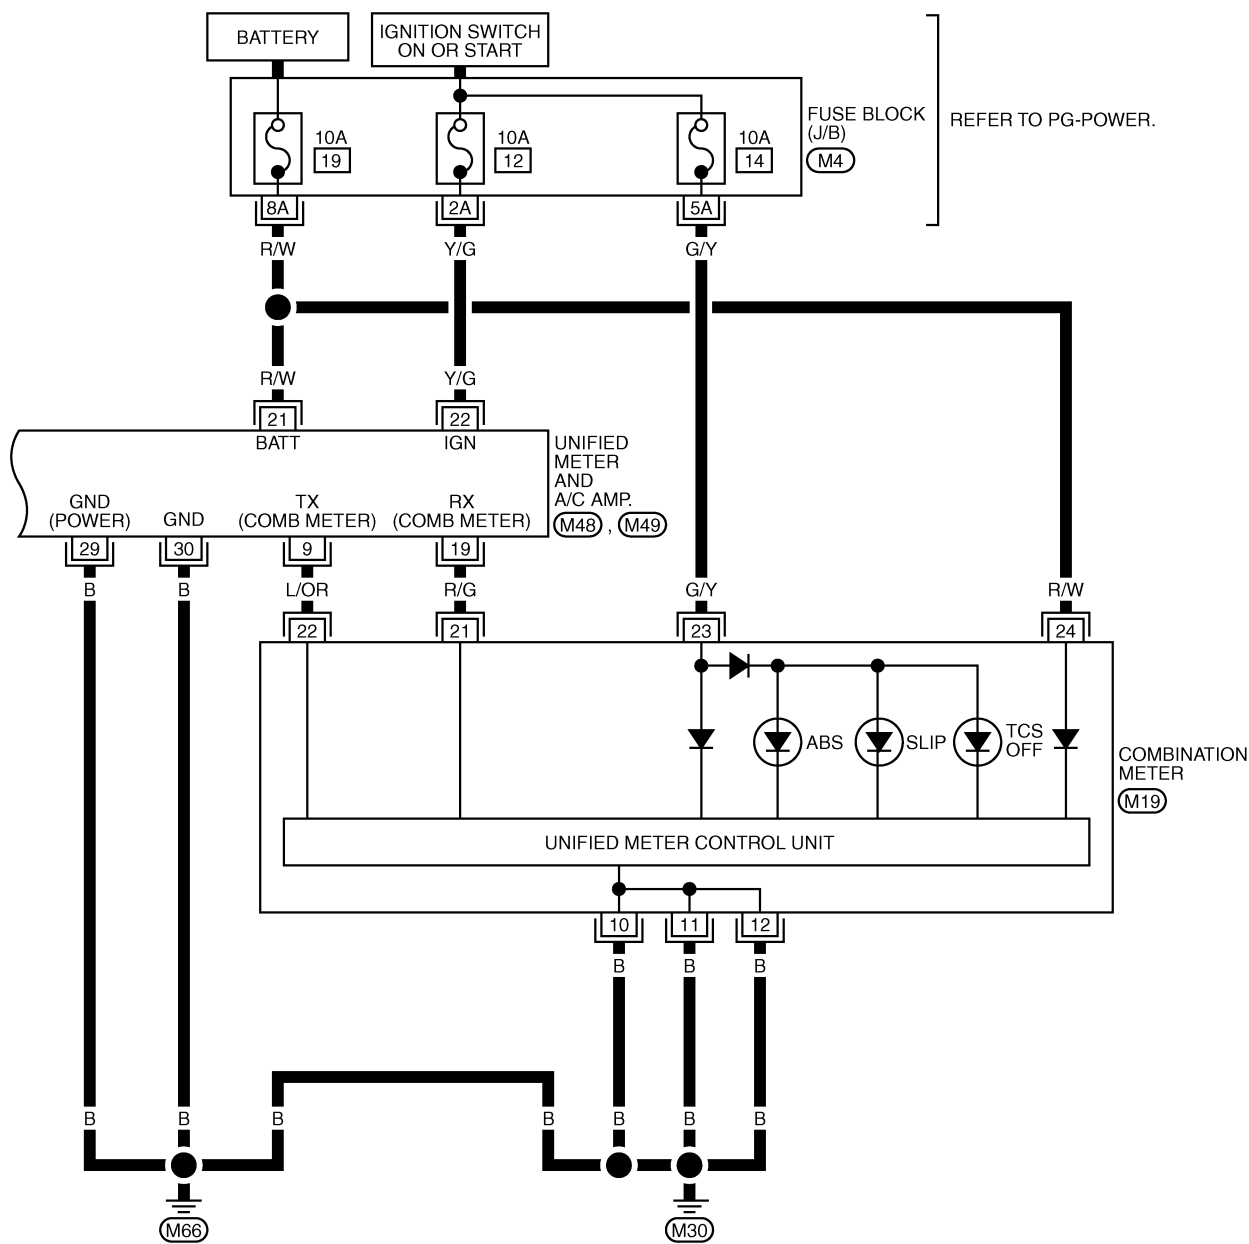 BATTERY
IGNITION SWITCH
ON OR START
10A
19
10A
12
10A
14
FUSE BLOCK
(J/B)
M4
REFER TO PG-POWER.
8A
2A
5A
R/W
Y/G
G/Y
R/W
Y/G
21
22
BATT
IGN
UNIFIED
METER
AND
A/C AMP.
M48 , M49
GND
(POWER)
GND
TX
(COMB METER)
RX
(COMB METER)
29
30
9
19
B
B
L/OR
R/G
G/Y
R/W
22
21
23
24
ABS
SLIP
TCS
OFF
COMBINATION
METER
M19
UNIFIED METER CONTROL UNIT
10
11
12
B
B
B
B
B
B
B
B
B
B
M66
M30